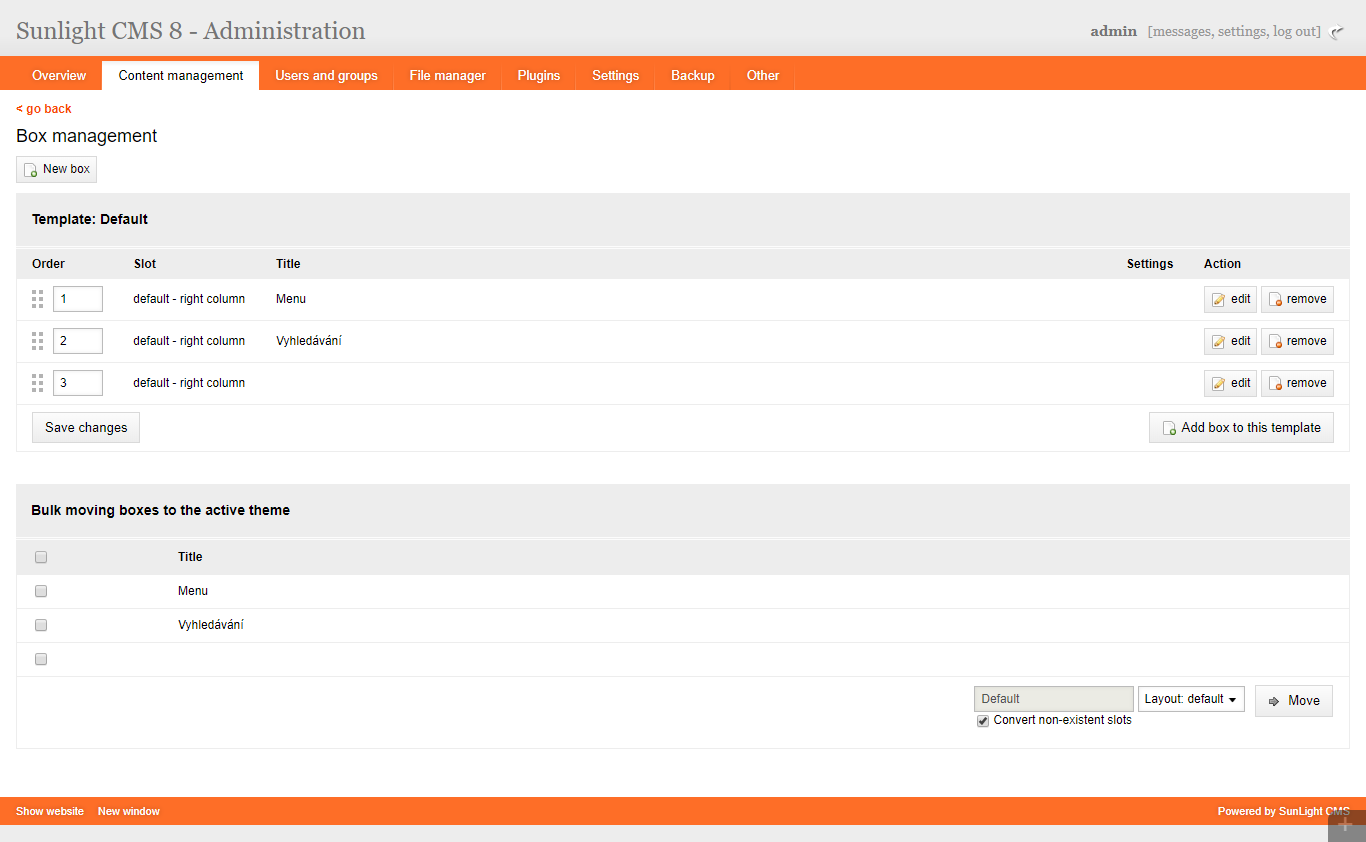 Sunlight CMS 8 - Administration
admin [messages, settings, log out]
Overview Content management Users and groups File manager Plugins Settings Backup Other
< go back
Box management
New box
Template: Default
Order Slot Title Settings Action
1 default - right column Menu edit remove
2 default - right column Vyhledávání edit remove
3 default - right column edit remove
Save changes Add box to this template
Bulk moving boxes to the active theme
Title
Menu
Vyhledávání
Default Layout: default Move
Convert non-existent slots
Show website New window Powered by SunLight CMS